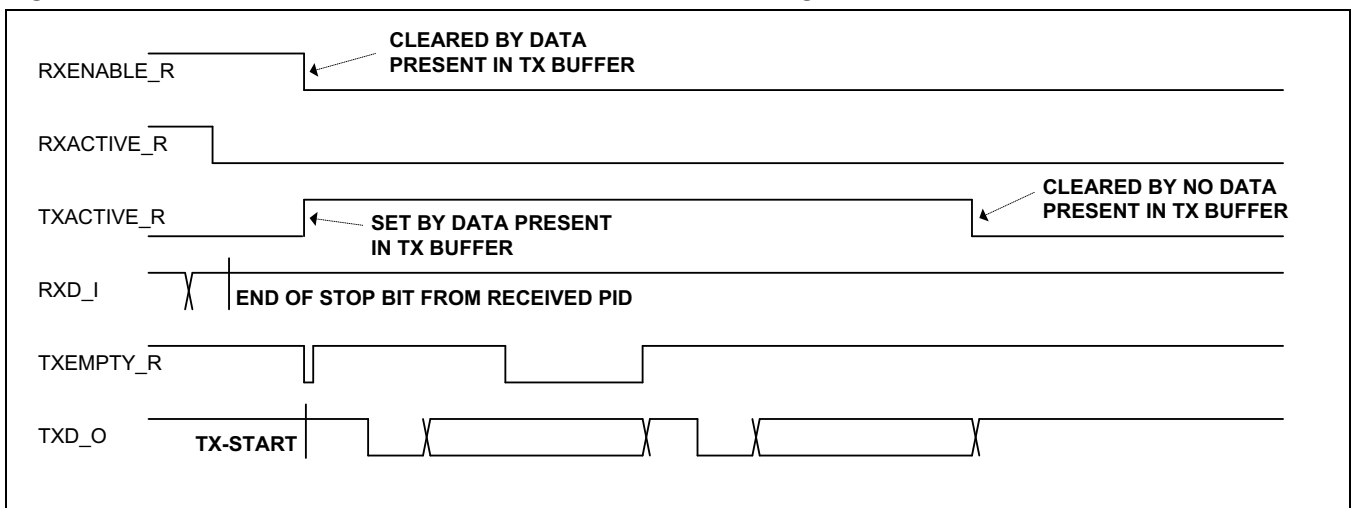 CLEARED BY DATA
PRESENT IN TX BUFFER
RXENABLE_R
RXACTIVE_R
CLEARED BY NO DATA
PRESENT IN TX BUFFER
TXACTIVE_R
SET BY DATA PRESENT
IN TX BUFFER
RXD_I
END OF STOP BIT FROM RECEIVED PID
TXEMPTY_R
TXD_O
TX-START